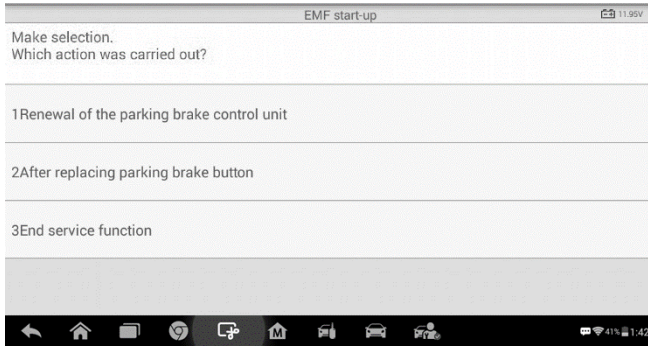 EMF start-up
11.95V
Make selection.
Which action was carried out?
1Renewal of the parking brake control unit
2After replacing parking brake button
3End service function
M
41% 1:42